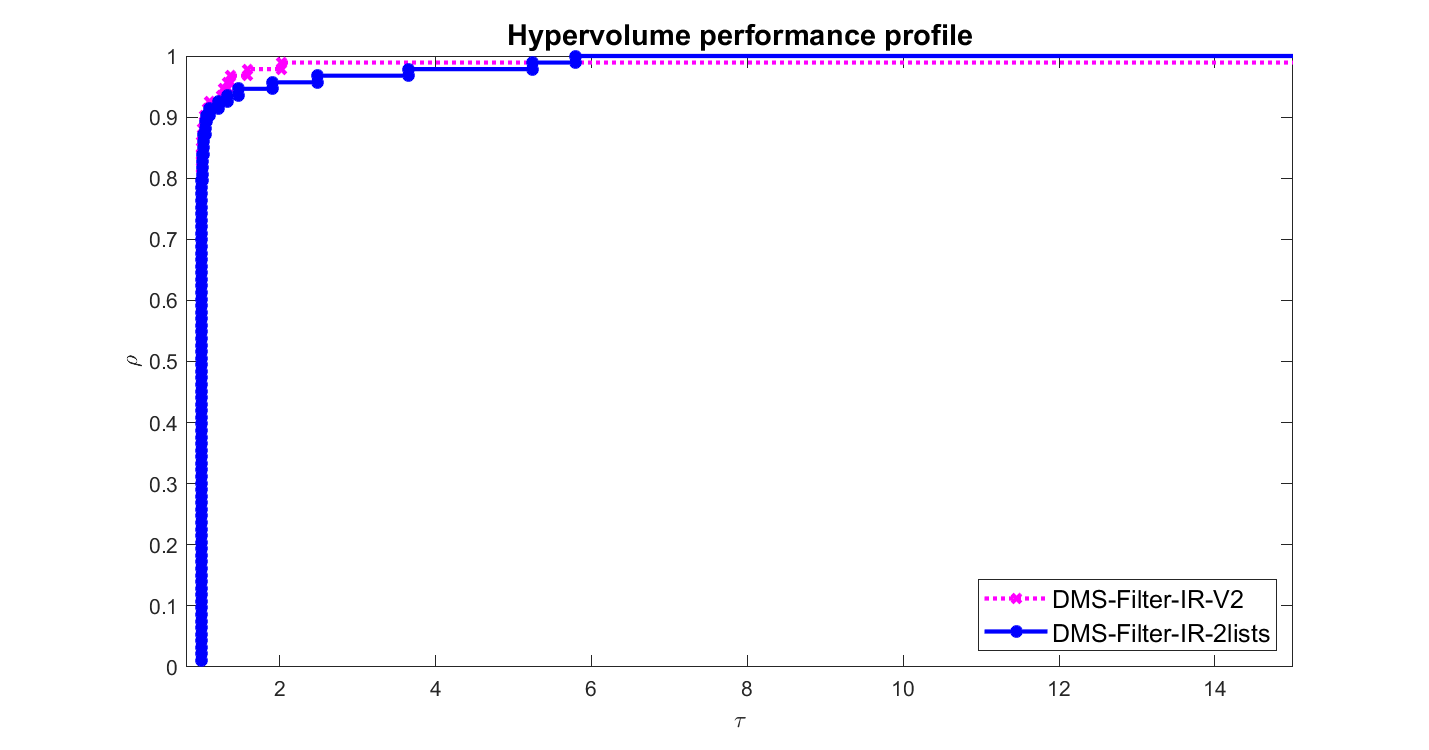 Hypervolume performance profile
1
0.9
0.8
0.7
0.6
0.5
0.4
0.3
0.2
0.1
0
ρ
2 4 6 8 10 12 14
τ
DMS-Filter-IR-V2
DMS-Filter-IR-2lists